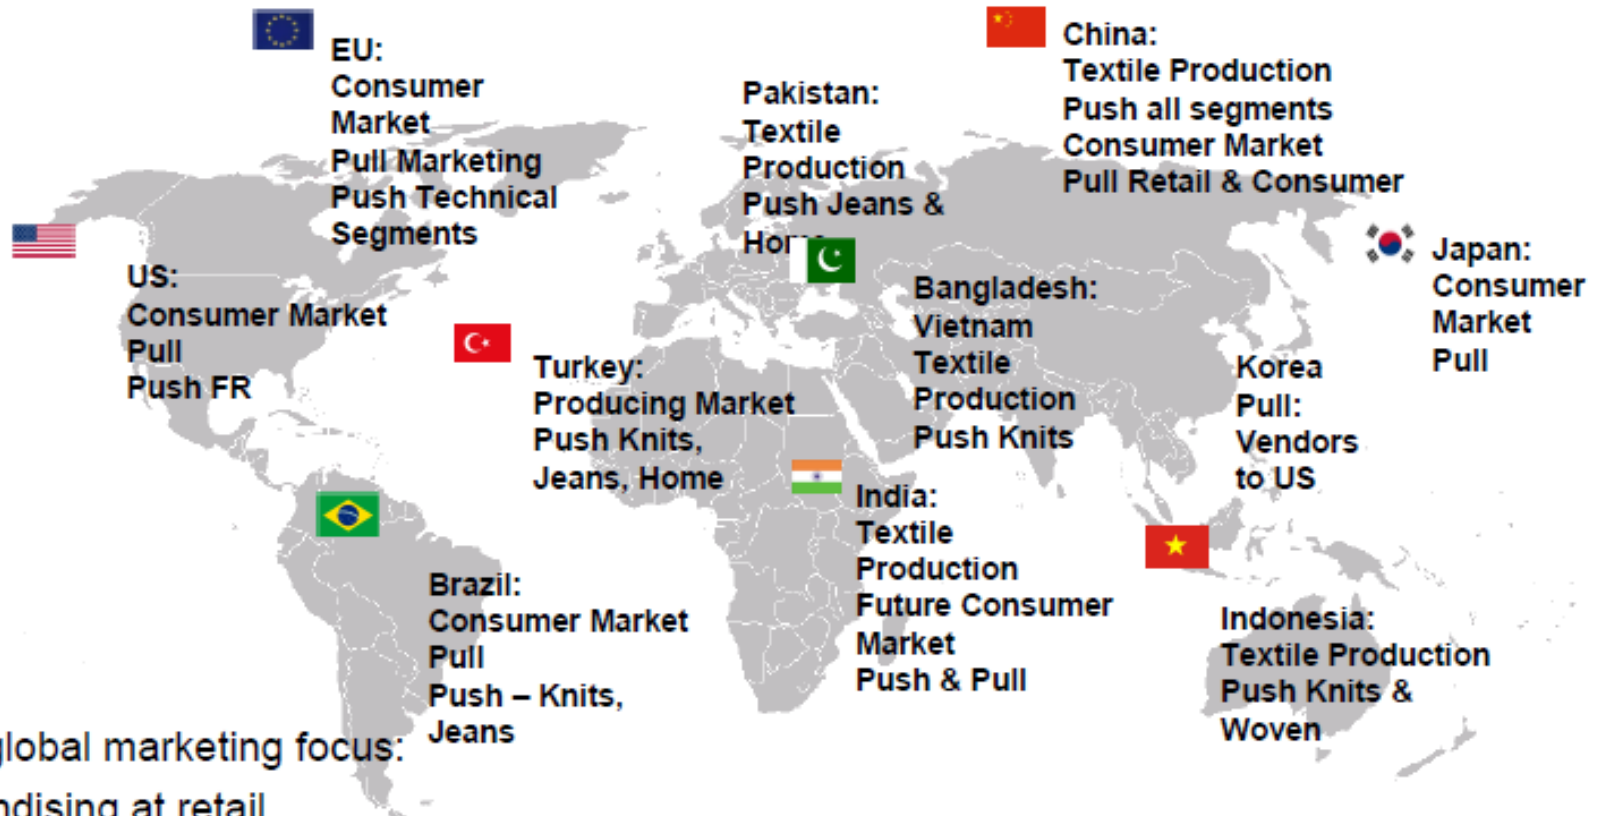 EU:
Consumer
Market
Pull Marketing
Push Technical
Segments
China:
Textile Production
Push all segments
Consumer Market
Pull Retail & Consumer
Pakistan:
Textile
Production
Push Jeans &
US:
Consumer Market
Pull
Push FR
Japan:
Consumer
Market
Pull
Turkey:
Producing Market
Push Knits,
Jeans, Home
Bangladesh:
Vietnam
Textile
Production
Push Knits
Korea
Pull:
Vendors
to US
India:
Textile
Production
Future Consumer
Market
Push & Pull
Brazil:
Consumer Market
Pull
Push – Knits,
Jeans
Indonesia:
Textile Production
Push Knits &
Woven
global marketing focus:
at retail